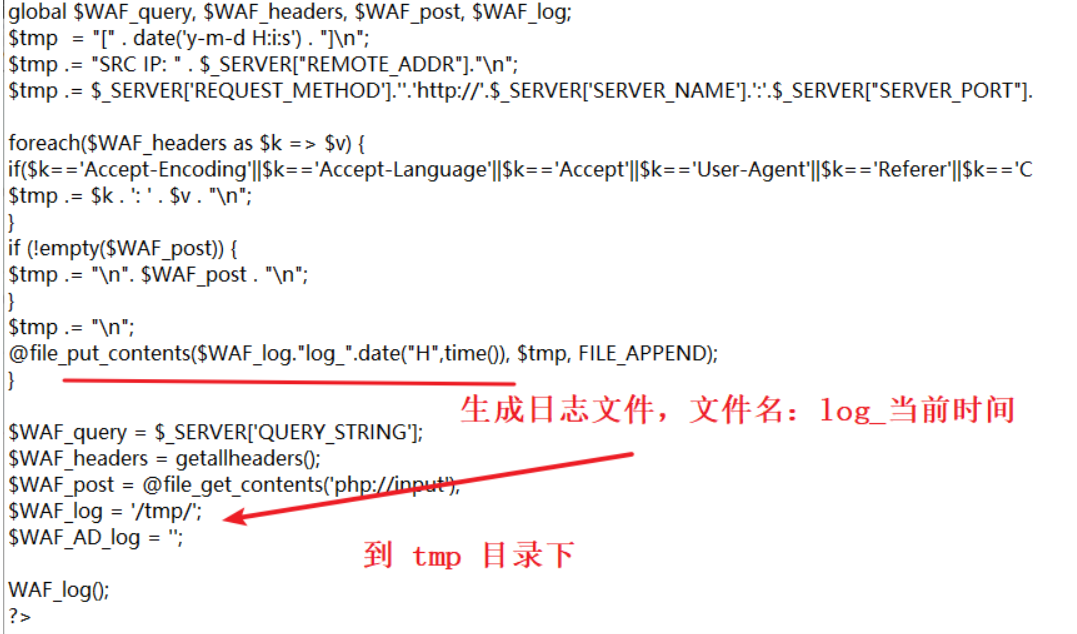 global $WAF_query, $WAF_headers, $WAF_post, $WAF_log;
$tmp  = "[" . date('y-m-d H:i:s') . "]\n";
$tmp .= "SRC IP: " . $_SERVER["REMOTE_ADDR"]."\n";
$tmp .= $_SERVER['REQUEST_METHOD'].''.'http://'.$_SERVER['SERVER_NAME'].':'.$_SERVER["SERVER_PORT"].
foreach($WAF_headers as $k => $v) {
if($k=='Accept-Encoding'||$k=='Accept-Language'||$k=='Accept'||$k=='User-Agent'||$k=='Referer'||$k=='C
$tmp .= $k . ': ' . $v . "\n";
}
if (!empty($WAF_post)) {
$tmp .= "\n". $WAF_post . "\n";
}
$tmp .= "\n";
@file_put_contents($WAF_log."log_".date("H",time()), $tmp, FILE_APPEND);
}
生成日志文件，文件名：log_当前时间
$WAF_query = $_SERVER['QUERY_STRING'];
$WAF_headers = getallheaders();
$WAF_post = @file_get_contents('php://input');
$WAF_log = '/tmp/';
$WAF_AD_log = '';
到 tmp 目录下
WAF_log();
?>